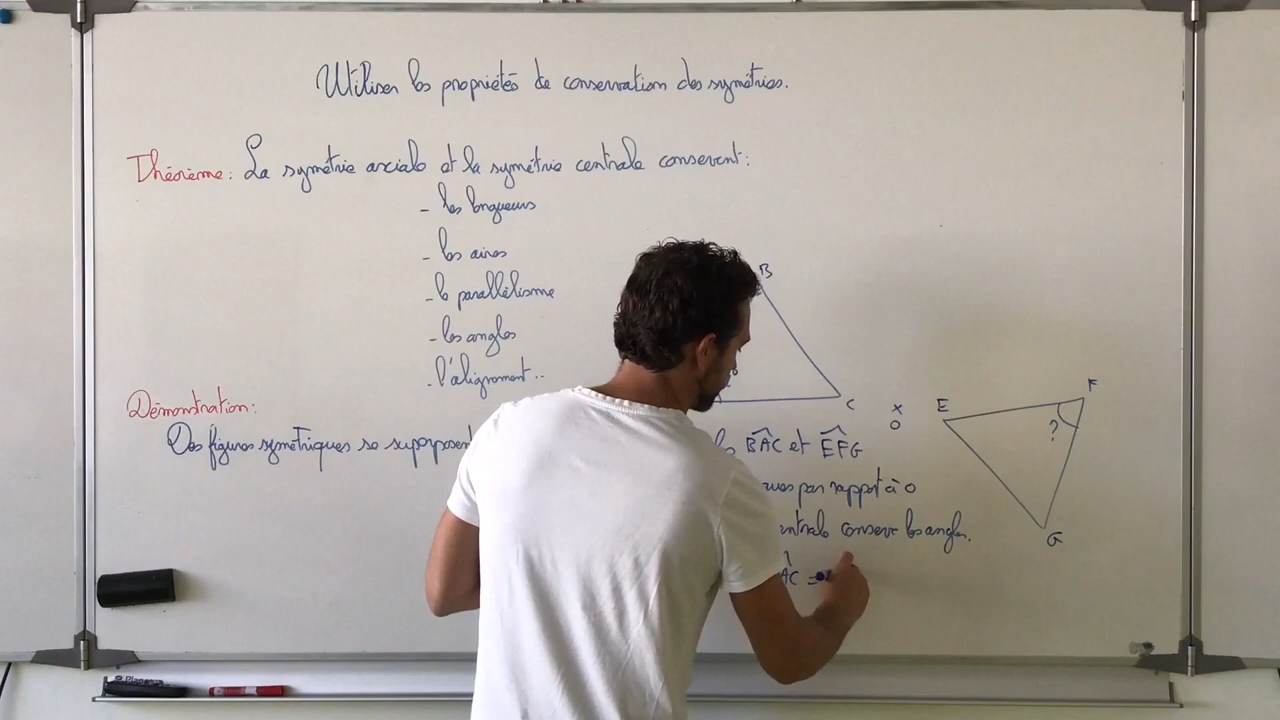 Utiliser les propriétés de conservation des symétries.
Théorème: La symétrie axiale et la symétrie centrale conservent:
- les longueurs
- les aires
- le parallélisme
- les angles
- l'alignement..
B
C
x
O
E
F
?
G
Démonstration:
Des figures symétriques se superposent
BAC et EFG
par rapport à O
conserve les angles.
AC =